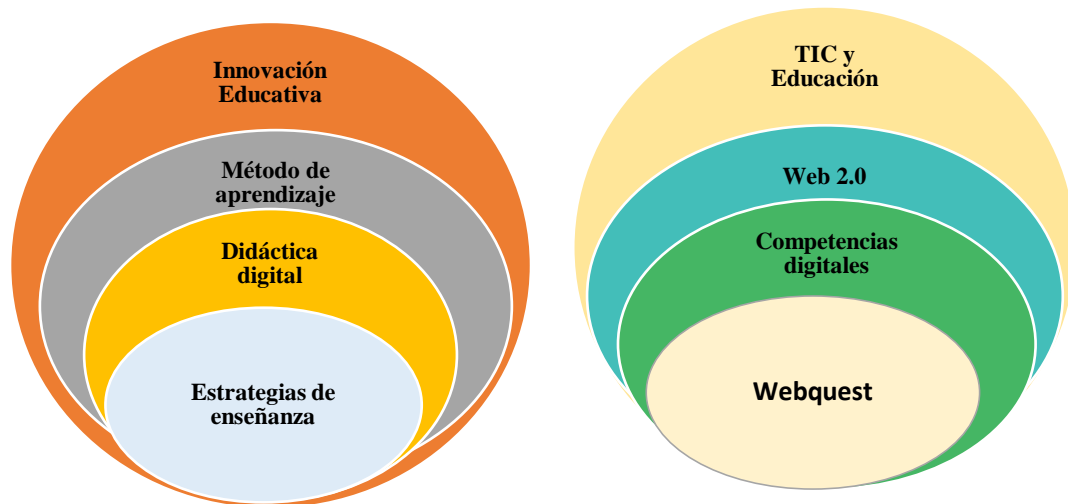 Innovación
Educativa
Método de
aprendizaje
Didáctica
digital
Estrategias de
enseñanza
TIC y
Educación
Web 2.0
Competencias
digitales
Webquest